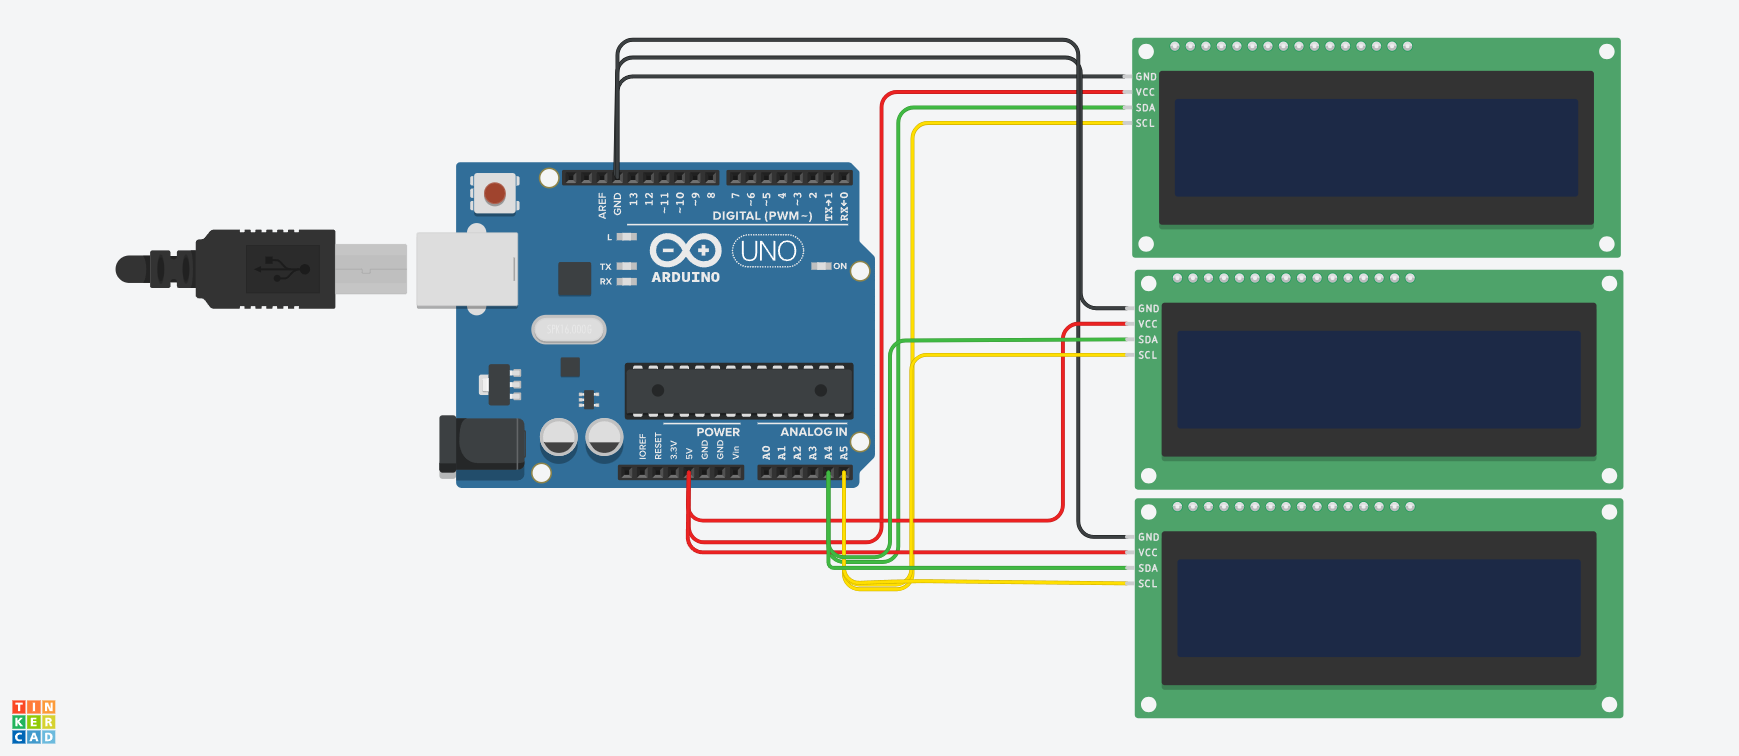 GND
VCC
SDA
SCL
AREF
GND
13
12
~11
~10
~9
8
7
~6
~5
4
~3
2
TX→1
RX←0
DIGITAL (PWM~)
L
TX
RX
ARDUINO
UNO
ON
GND
VCC
SDA
SCL
POWER
ANALOG IN
IOREF
RESET
3.3V
5V
GND
GND
Vin
A0
A1
A2
A3
A4
A5
GND
VCC
SDA
SCL
TIN
KER
CAD